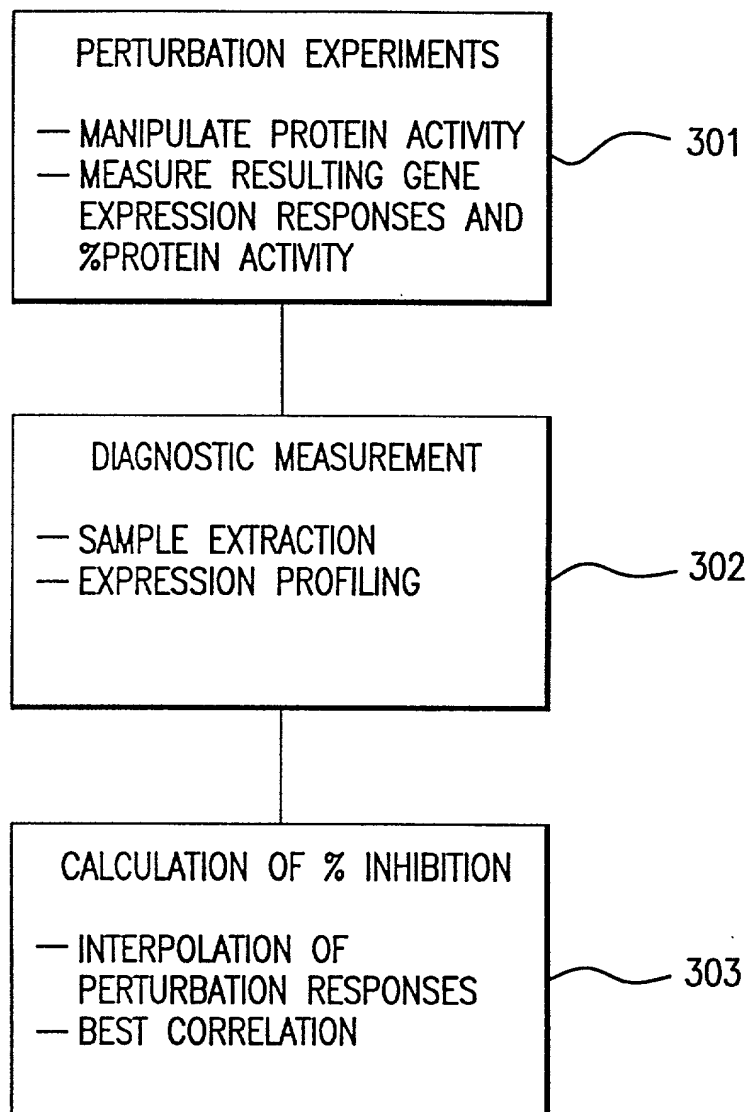 PERTURBATION EXPERIMENTS
— MANIPULATE PROTEIN ACTIVITY
— MEASURE RESULTING GENE
EXPRESSION RESPONSES AND
%PROTEIN ACTIVITY
301
DIAGNOSTIC MEASUREMENT
— SAMPLE EXTRACTION
— EXPRESSION PROFILING
302
CALCULATION OF % INHIBITION
— INTERPOLATION OF
PERTURBATION RESPONSES
— BEST CORRELATION
303